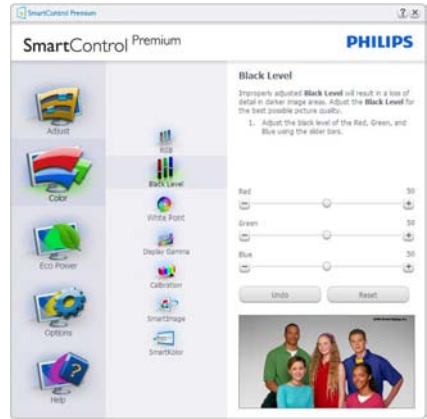 SmartControl Premium
SmartControl Premium
PHILIPS
Adjust
Color
Eco Power
Options
Help
RGB
Black Level
White Point
Display Gamma
Calibration
SmartImage
SmartKolor
Black Level
Improperly adjusted Black Level will result in a loss of
detail in darker image areas. Adjust the Black Level for
the best possible picture quality.
1. Adjust the black level of the Red, Green, and
Blue using the slider bars.
Red 50
Green 50
Blue 50
Undo Reset